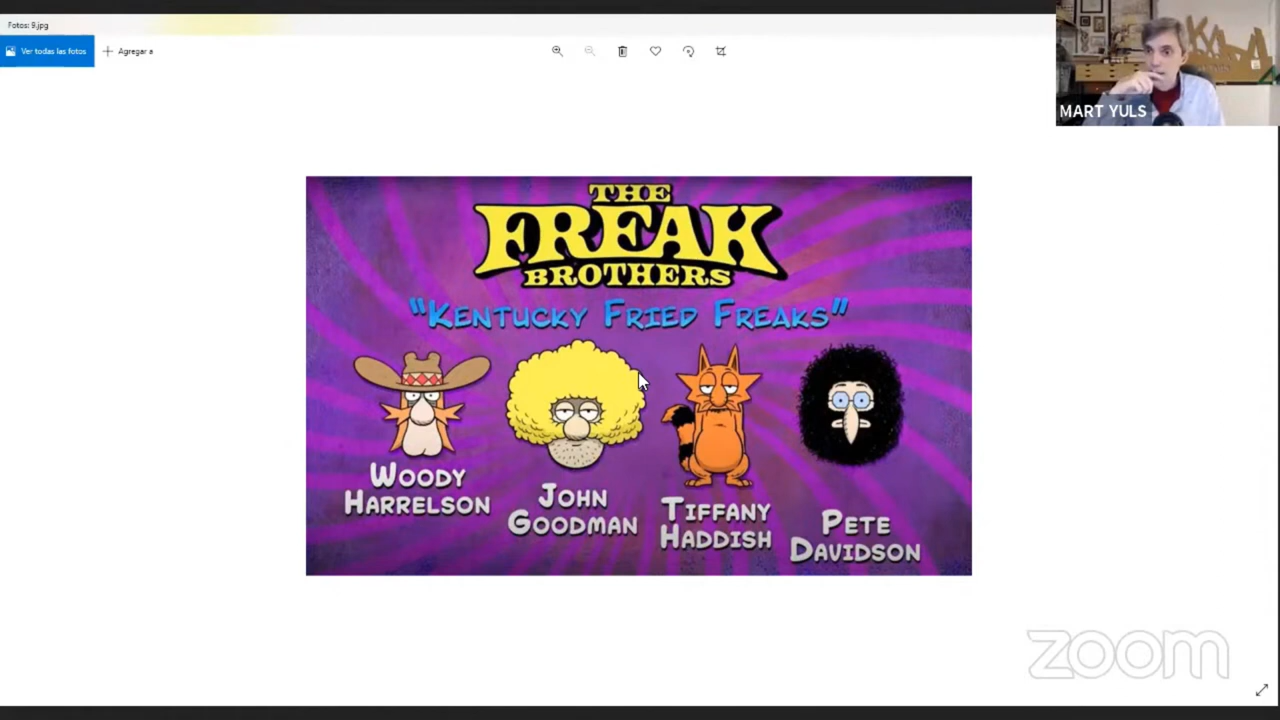 Fotos: 9.jpg
Ver todas las fotos
Agregar a
MART YULS
THE
FREAK
BROTHERS
"KENTUCKY FRIED FREAKS"
WOODY
HARRELSON
JOHN
GOODMAN
TIFFANY
HADDISH
PETE
DAVIDSON
zoom